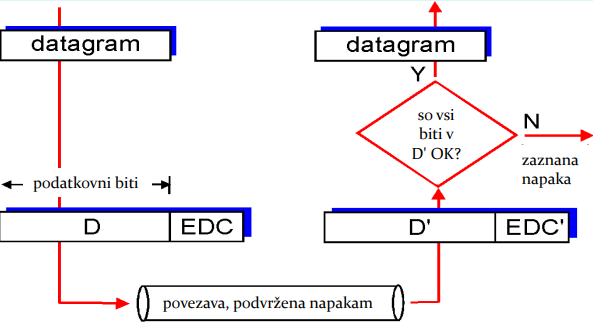 datagram
datagram
Y
so vsi
biti v
D' OK?
N
zaznana
napaka
podatkovni biti
D
EDC
D'
EDC'
povezava, podvržena napakam